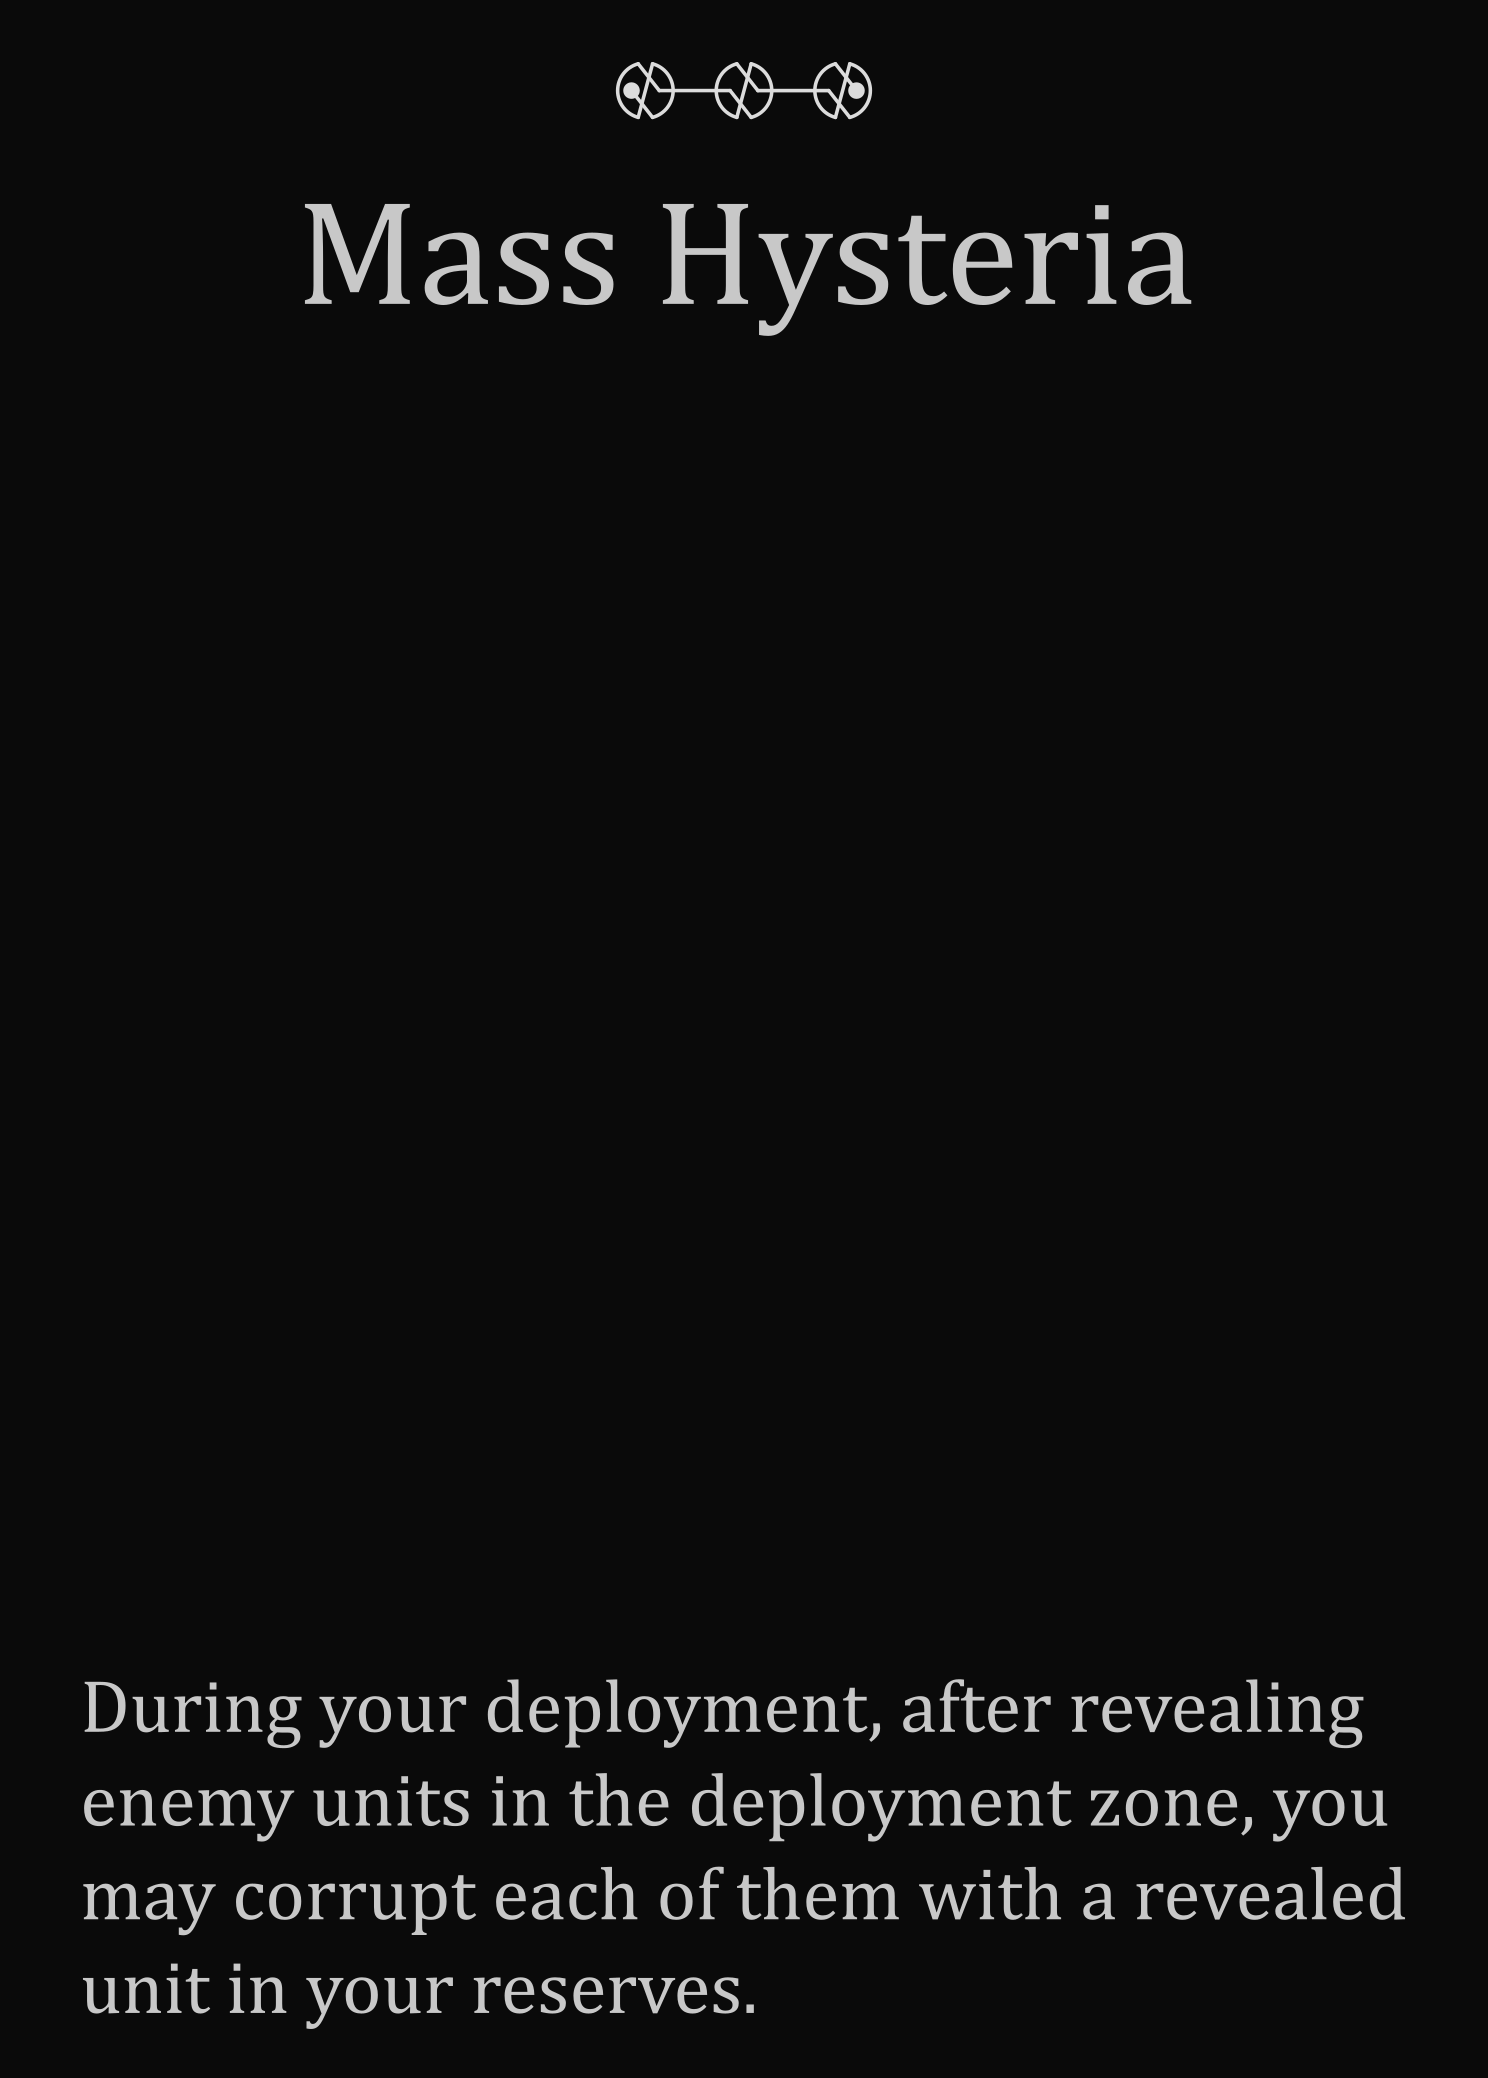 Mass Hysteria
During your deployment, after revealing
enemy units in the deployment zone, you
may corrupt each of them with a revealed
unit in your reserves.